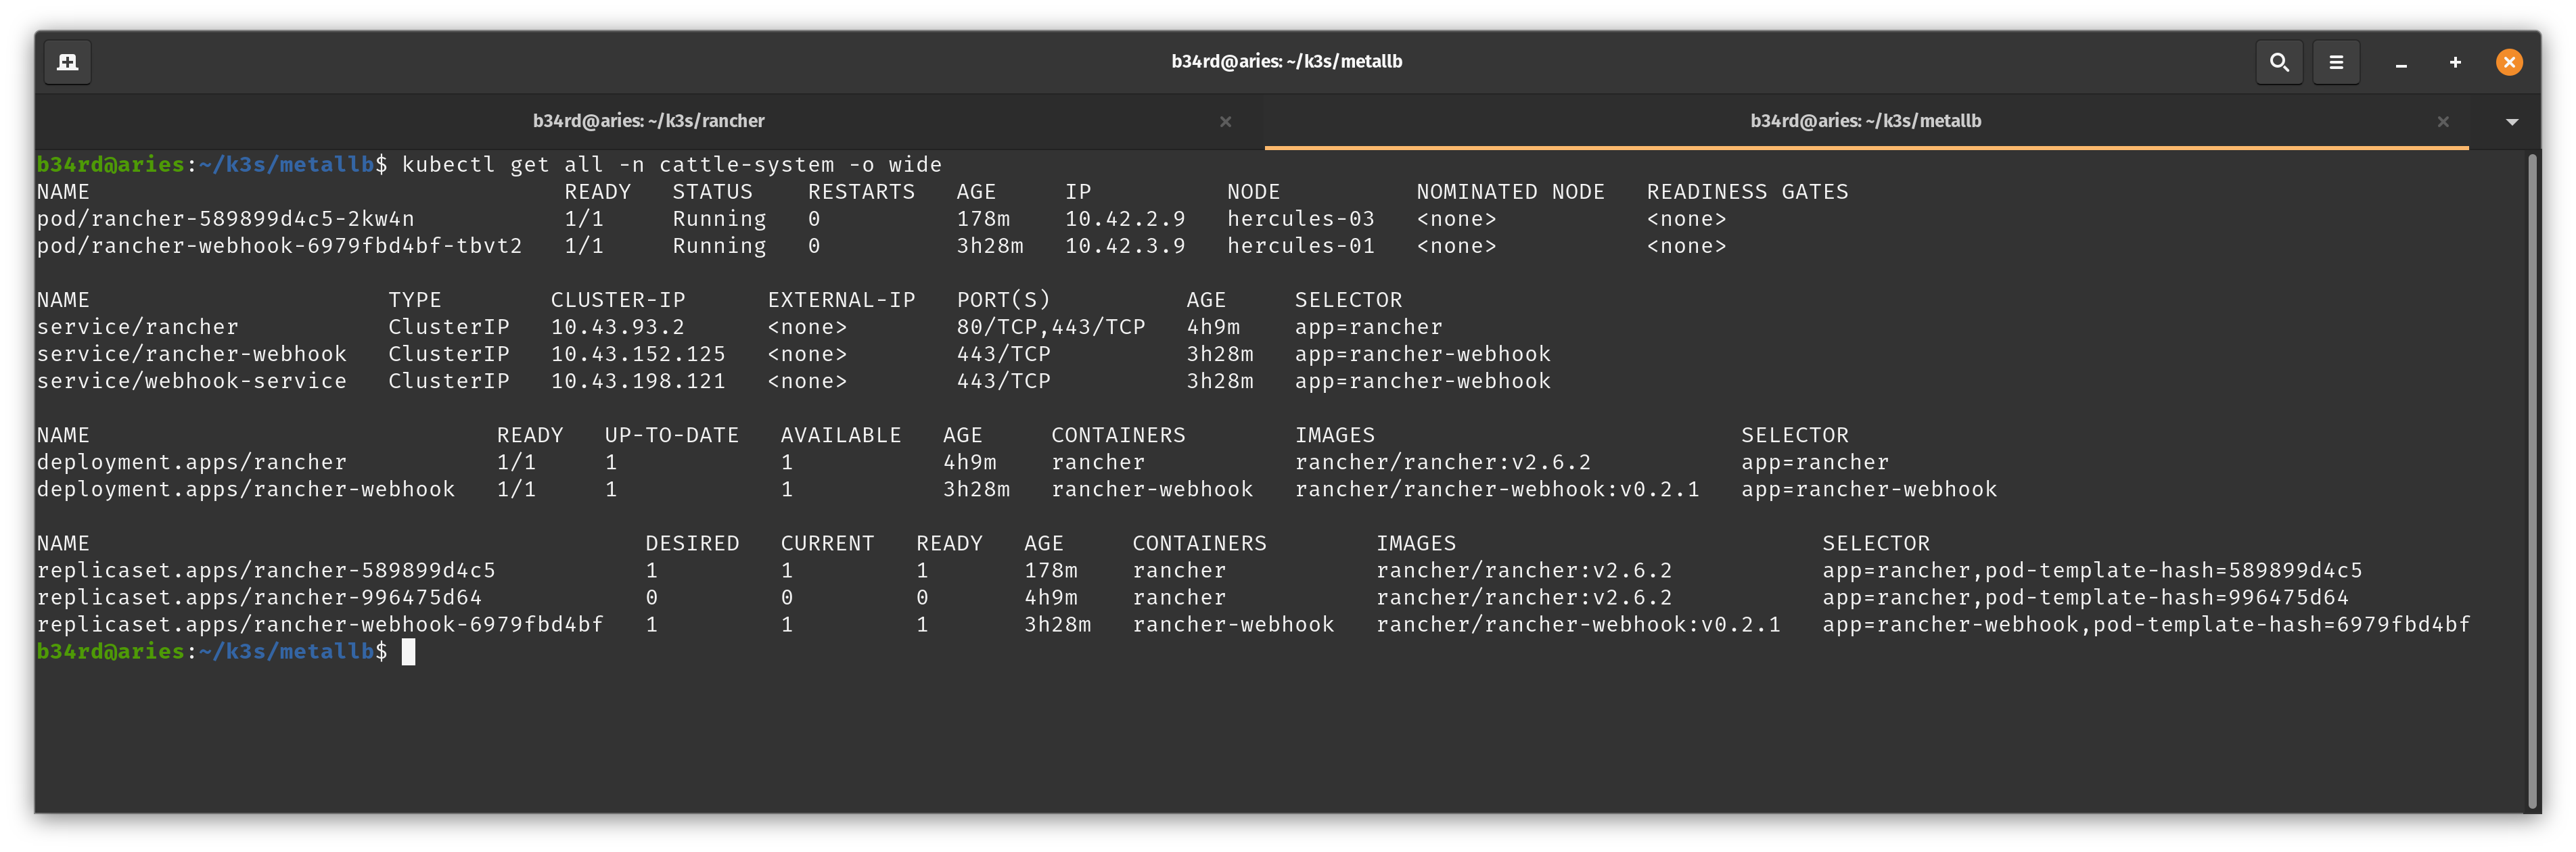 b34rd@aries: ~/k3s/metallb
b34rd@aries: ~/k3s/rancher × b34rd@aries: ~/k3s/metallb ×
b34rd@aries:~/k3s/metallb$ kubectl get all -n cattle-system -o wide
NAME READY STATUS RESTARTS AGE IP NODE NOMINATED NODE READINESS GATES
pod/rancher-589899d4c5-2kw4n 1/1 Running 0 178m 10.42.2.9 hercules-03 <none> <none>
pod/rancher-webhook-6979fbd4bf-tbvt2 1/1 Running 0 3h28m 10.42.3.9 hercules-01 <none> <none>
NAME TYPE CLUSTER-IP EXTERNAL-IP PORT(S) AGE SELECTOR
service/rancher ClusterIP 10.43.93.2 <none> 80/TCP,443/TCP 4h9m app=rancher
service/rancher-webhook ClusterIP 10.43.152.125 <none> 443/TCP 3h28m app=rancher-webhook
service/webhook-service ClusterIP 10.43.198.121 <none> 443/TCP 3h28m app=rancher-webhook
NAME READY UP-TO-DATE AVAILABLE AGE CONTAINERS IMAGES SELECTOR
deployment.apps/rancher 1/1 1 1 4h9m rancher rancher/rancher:v2.6.2 app=rancher
deployment.apps/rancher-webhook 1/1 1 1 3h28m rancher-webhook rancher/rancher-webhook:v0.2.1 app=rancher-webhook
NAME DESIRED CURRENT READY AGE CONTAINERS IMAGES SELECTOR
replicaset.apps/rancher-589899d4c5 1 1 1 178m rancher rancher/rancher:v2.6.2 app=rancher,pod-template-hash=589899d4c5
replicaset.apps/rancher-996475d64 0 0 0 4h9m rancher rancher/rancher:v2.6.2 app=rancher,pod-template-hash=996475d64
replicaset.apps/rancher-webhook-6979fbd4bf 1 1 1 3h28m rancher-webhook rancher/rancher-webhook:v0.2.1 app=rancher-webhook,pod-template-hash=6979fbd4bf
b34rd@aries:~/k3s/metallb$